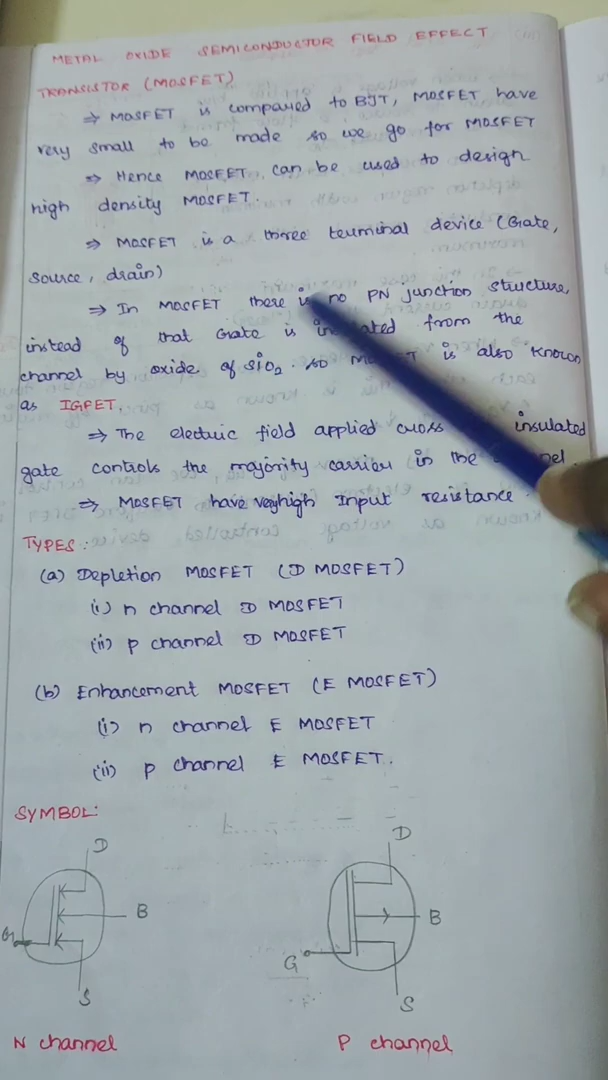 METAL OXIDE SEMICONDUCTOR FIELD EFFECT
TRANSISTOR (MOSFET)
⇒ MOSFET is compared to BJT, MOSFET have
very small to be made so we go for MOSFET
⇒ Hence MOSFET can be used to design
high density MOSFET.
⇒ MOSFET is a three terminal device (Gate,
source, drain)
⇒ In MOSFET there is no PN junction structure,
instead of that Gate is from the
channel by oxide of SiO2. so is also known
as IGFET.
⇒ The electric field applied cross insulated
gate controls the majority carrier in the
⇒ MOSFET have veryhigh Input resistance
TYPES:
(a) Depletion MOSFET (D MOSFET)
(i) n channel D MOSFET
(ii) p channel D MOSFET
(b) Enhancement MOSFET (E MOSFET)
(i) n channel E MOSFET
(ii) p channel E MOSFET.
SYMBOL:
D D
B B
G G
S S
N channel P channel